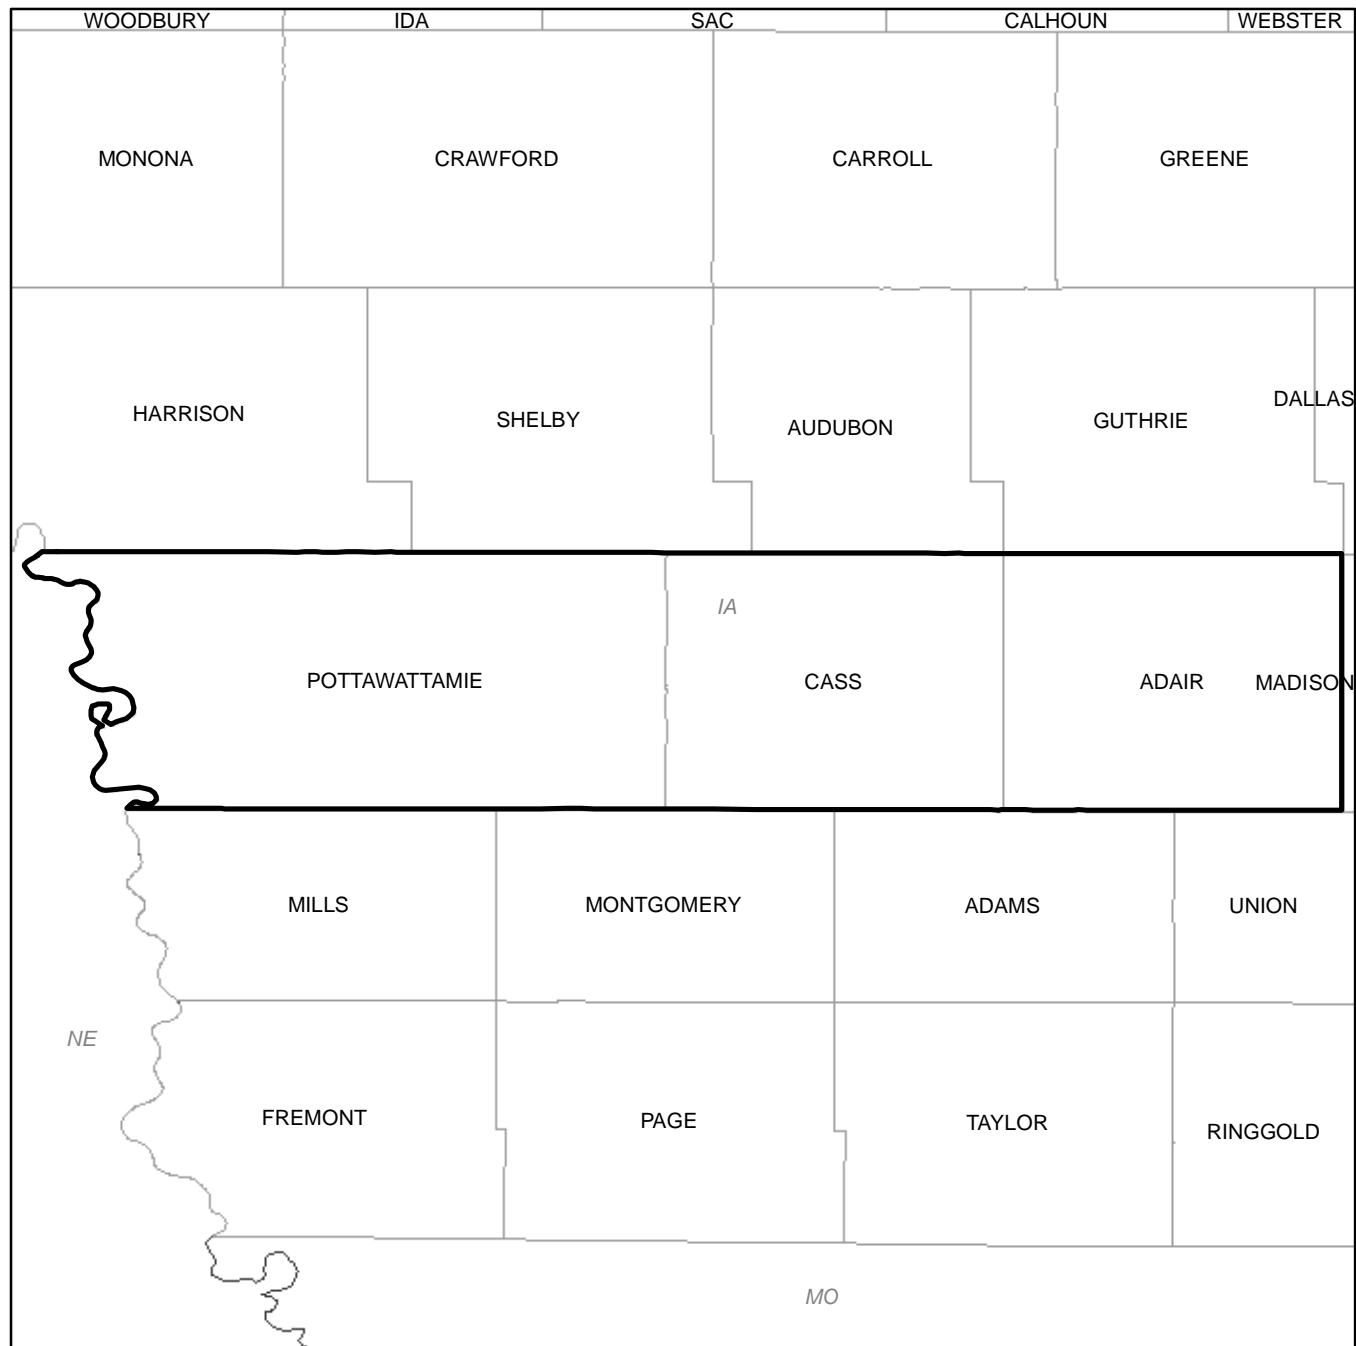 WOODBURY IDA SAC CALHOUN WEBSTER
MONONA CRAWFORD CARROLL GREENE
DALLAS
HARRISON SHELBY AUDUBON GUTHRIE
IA
POTTAWATTAMIE CASS ADAIR MADISON
MILLS MONTGOMERY ADAMS UNION
NE
FREMONT PAGE TAYLOR RINGGOLD
MO